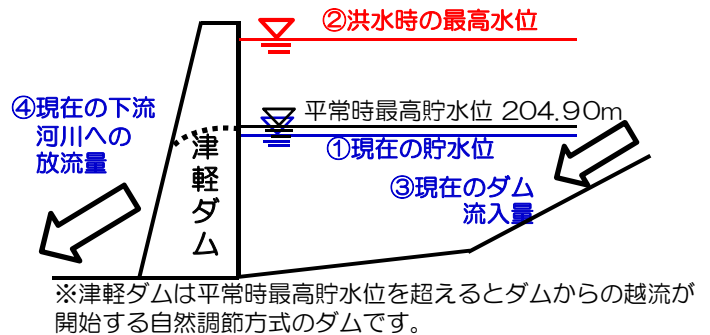 ②洪水時の最高水位
④現在の下流
河川への
放流量
平常時最高貯水位 204.90m
①現在の貯水位
津軽ダム
③現在のダム
流入量
※津軽ダムは平常時最高貯水位を超えるとダムからの越流が
開始する自然調節方式のダムです。